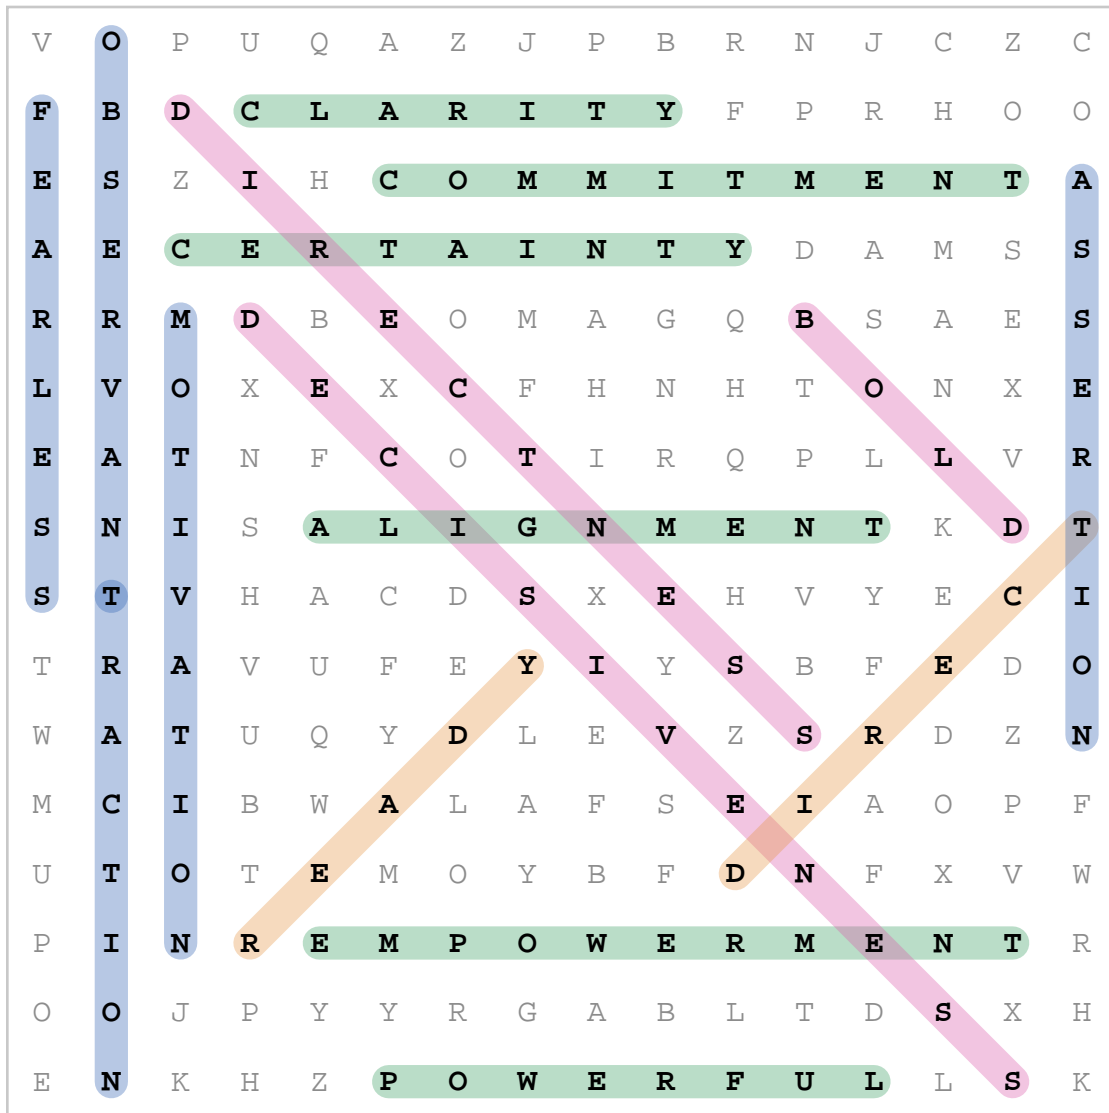 V O P U Q A Z J P B R N J C Z C
F B D C L A R I T Y F P R H O O
E S Z I H C O M M I T M E N T A
A E C E R T A I N T Y D A M S S
R R M D B E O M A G Q B S A E S
L V O X E X C F H N H T O N X E
E A T N F C O T I R Q P L L V R
S N I S A L I G N M E N T K D T
S T V H A C D S X E H V Y E C I
T R A V U F E Y I Y S B F E D O
W A T U Q Y D L E V Z S R D Z N
M C I B W A L A F S E I A O P F
U T O T E M O Y B F D N F X V W
P I N R E M P O W E R M E N T R
O O J P Y Y R G A B L T D S X H
E N K H Z P O W E R F U L L S K